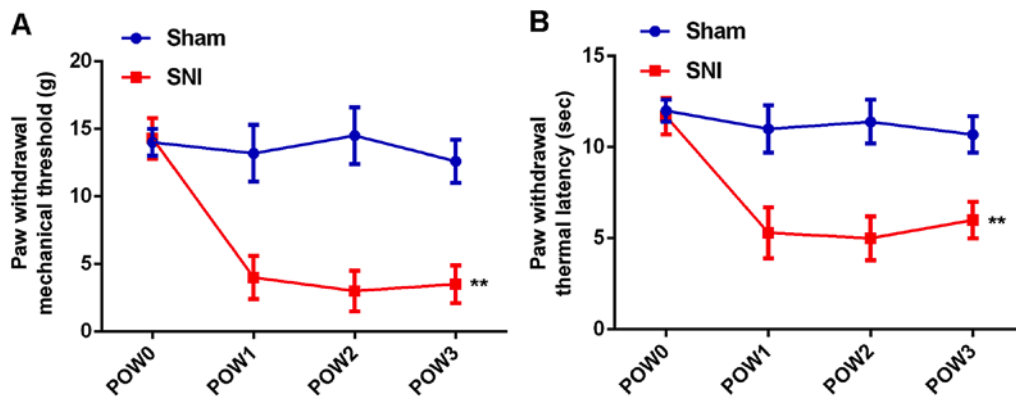 A
Sham
SNI
Paw withdrawal
mechanical threshold (g)
20
15
10
5
0
**
POW0
POW1
POW2
POW3
B
Sham
SNI
Paw withdrawal
thermal latency (sec)
15
10
5
0
**
POW0
POW1
POW2
POW3